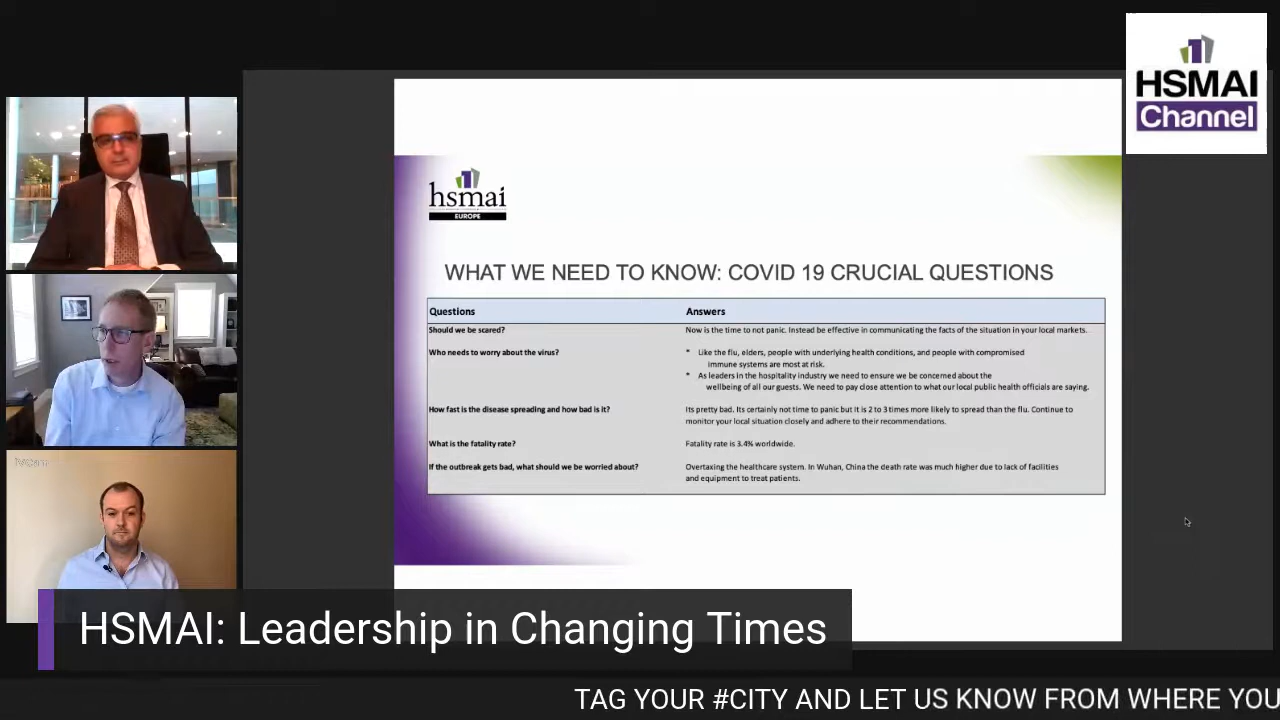 HSMAI
Channel
hsmai
EUROPE
WHAT WE NEED TO KNOW: COVID 19 CRUCIAL QUESTIONS
Questions Answers
Should we be scared? Now is the time to not panic. Instead be effective in communicating the facts of the situation in your local markets.
Who needs to worry about the virus? * Like the flu, elders, people with underlying health conditions, and people with compromised
immune systems are most at risk.
* As leaders in the hospitality industry we need to ensure we be concerned about the
wellbeing of all our guests. We need to pay close attention to what our local public health officials are saying.
How fast is the disease spreading and how bad is it? Its pretty bad. Its certainly not time to panic but it is 2 to 3 times more likely to spread than the flu. Continue to
monitor your local situation closely and adhere to their recommendations.
What is the fatality rate? Fatality rate is 3.4% worldwide.
If the outbreak gets bad, what should we be worried about? Overtaxing the healthcare system. In Wuhan, China the death rate was much higher due to lack of facilities
and equipment to treat patients.
HSMAI: Leadership in Changing Times
TAG YOUR #CITY AND LET US KNOW FROM WHERE YOU